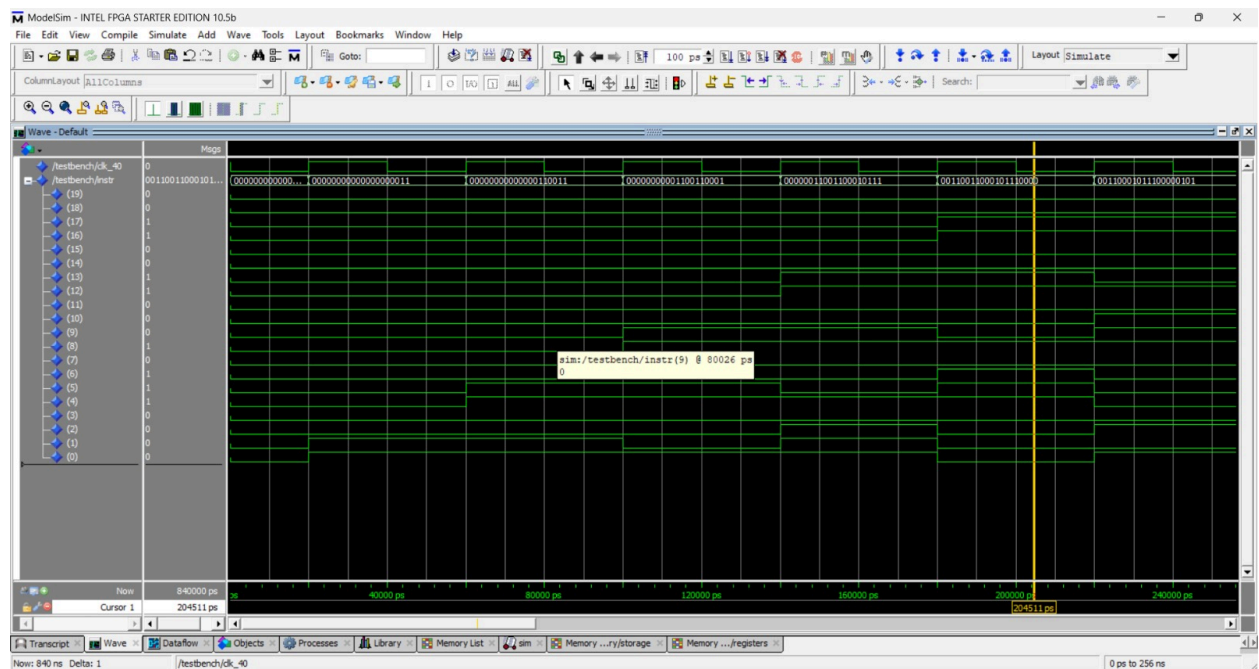 ModelSim - INTEL FPGA STARTER EDITION 10.5b
File Edit View Compile Simulate Add Wave Tools Layout Bookmarks Window Help
Goto: 100 ps Layout Simulate
ColumnLayout AllColumns Search:
Wave - Default
Msgs
/testbench/clk_40 0
/testbench/instr 00110011000101... 000000000000... 00000000000000000011 00000000000000110011 00000000001100110001 00000011001100010111 00110011000101110000 00110001011100000101
(19) 0
(18) 0
(17) 1
(16) 1
(15) 0
(14) 0
(13) 1
(12) 1
(11) 0
(10) 0
(9) 0
(8) 1
(7) 0
(6) 1
(5) 1
(4) 1
(3) 0
(2) 0
(1) 0
(0) 0
sim:/testbench/instr(9) @ 80026 ps
0
Now 840000 ps ps 40000 ps 80000 ps 120000 ps 160000 ps 200000 ps 240000 ps
Cursor 1 204511 ps 204511 ps
Transcript Wave Dataflow Objects Processes Library Memory List sim Memory ...ry/storage Memory .../registers
Now: 840 ns Delta: 1 /testbench/clk_40 0 ps to 256 ns